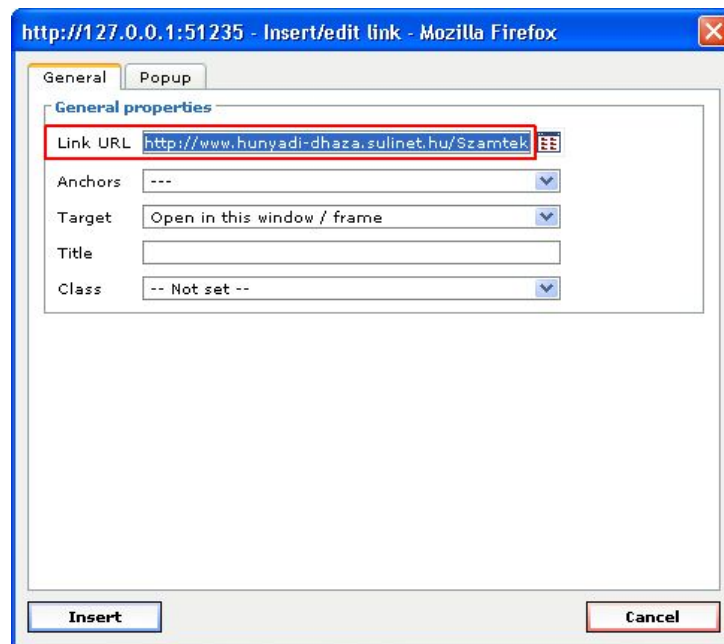 http://127.0.0.1:51235 - Insert/edit link - Mozilla Firefox
General Popup
General properties
Link URL http://www.hunyadi-dhaza.sulinet.hu/Szamtek
Anchors ---
Target Open in this window / frame
Title
Class -- Not set --
Insert Cancel